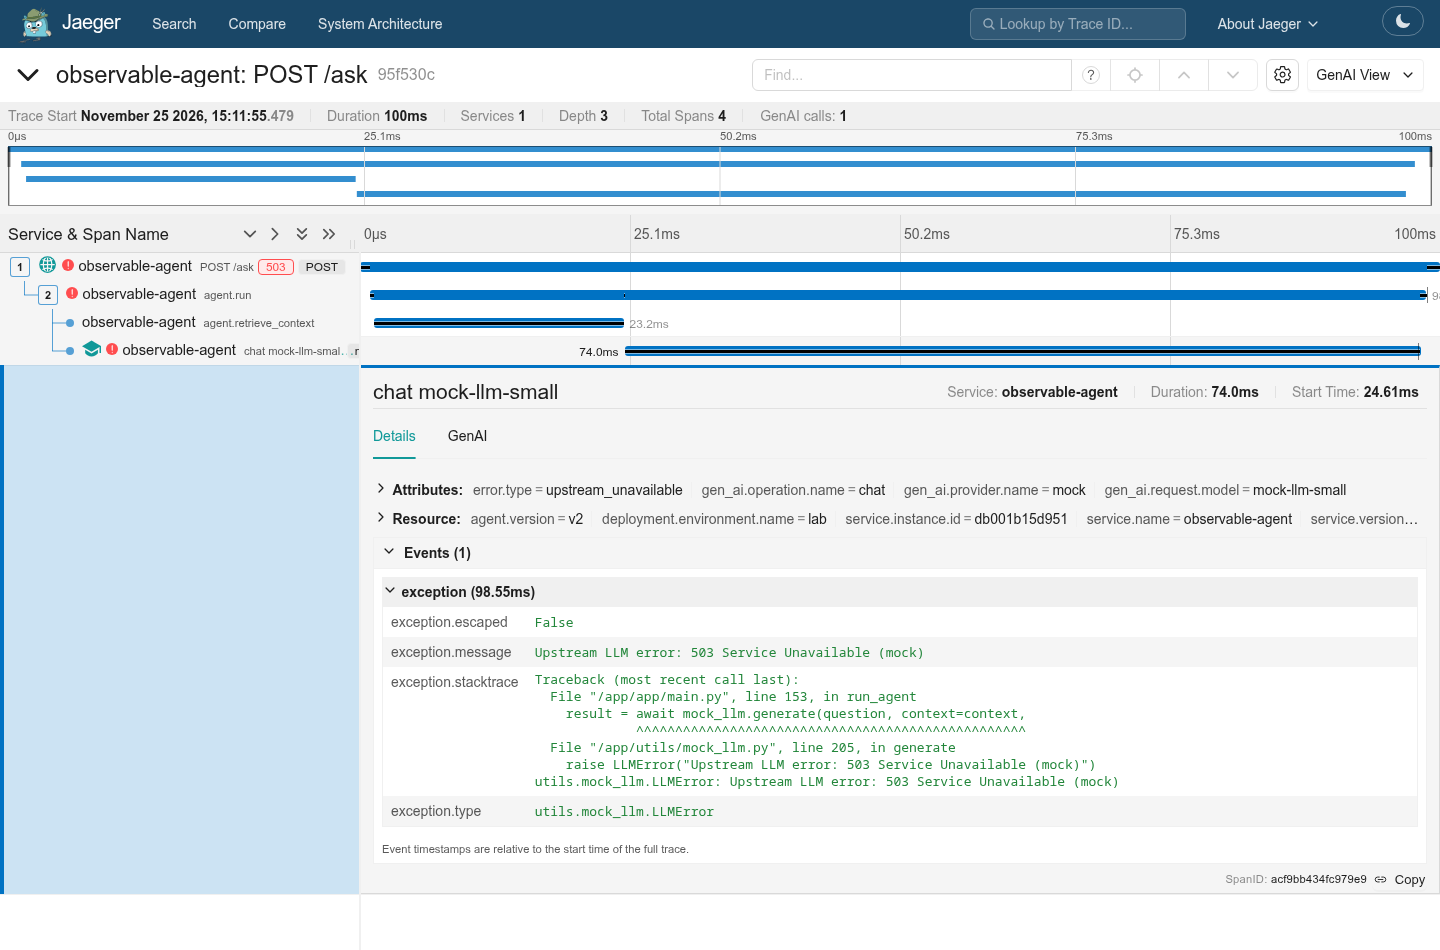 Jaeger
Search
Compare
System Architecture
Lookup by Trace ID...
About Jaeger
observable-agent: POST /ask 95f530c
Find...
?
GenAI View
Trace Start November 25 2026, 15:11:55.479
Duration 100ms
Services 1
Depth 3
Total Spans 4
GenAI calls: 1
0μs
25.1ms
50.2ms
75.3ms
100ms
Service & Span Name
0μs
25.1ms
50.2ms
75.3ms
100ms
1 observable-agent POST /ask 503 POST
2 observable-agent agent.run
observable-agent agent.retrieve_context
23.2ms
observable-agent chat mock-llm-smal...
74.0ms
chat mock-llm-small
Service: observable-agent
Duration: 74.0ms
Start Time: 24.61ms
Details
GenAI
Attributes: error.type = upstream_unavailable gen_ai.operation.name = chat gen_ai.provider.name = mock gen_ai.request.model = mock-llm-small
Resource: agent.version = v2 deployment.environment.name = lab service.instance.id = db001b15d951 service.name = observable-agent service.version...
Events (1)
exception (98.55ms)
exception.escaped False
exception.message Upstream LLM error: 503 Service Unavailable (mock)
exception.stacktrace Traceback (most recent call last):
File "/app/app/main.py", line 153, in run_agent
result = await mock_llm.generate(question, context=context,
^^^^^^^^^^^^^^^^^^^^^^^^^^^^^^^^^^^^^^^^^^^^^^^^^^
File "/app/utils/mock_llm.py", line 205, in generate
raise LLMError("Upstream LLM error: 503 Service Unavailable (mock)")
utils.mock_llm.LLMError: Upstream LLM error: 503 Service Unavailable (mock)
exception.type utils.mock_llm.LLMError
Event timestamps are relative to the start time of the full trace.
SpanID: acf9bb434fc979e9 Copy